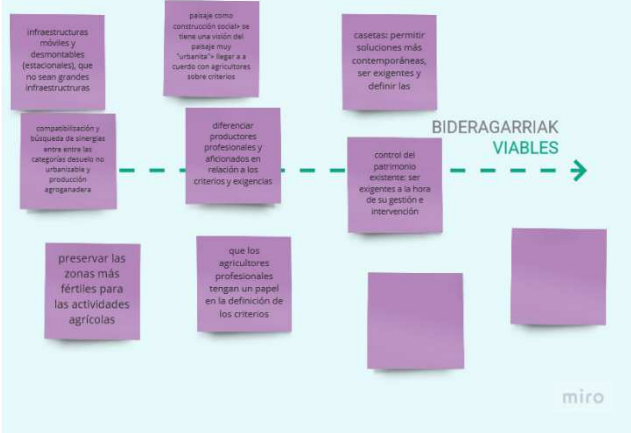 infraestructuras
móviles y
desmontables
(estacionales), que
no sean grandes
infraestructruras
paisaje como
construcción social> se
tiene una visión del
paisaje muy
"urbanita"> llegar a a
cuerdo con agricultores
sobre criterios
casetas: permitir
soluciones más
contemporáneas,
ser exigentes y
definir las
compatibilización y
búsqueda de sinergias
entre entre las
categorías desuelo no
urbanizable y
producción
agroganadera
diferenciar
productores
profesionales y
aficionados en
relación a los
criterios y exigencias
control del
patrimonio
existente: ser
exigentes a la hora
de su gestión e
intervención
BIDERAGARRIAK
VIABLES
preservar las
zonas más
fértiles para
las actividades
agrícolas
que los
agricultores
profesionales
tengan un papel
en la definición de
los criterios
miro